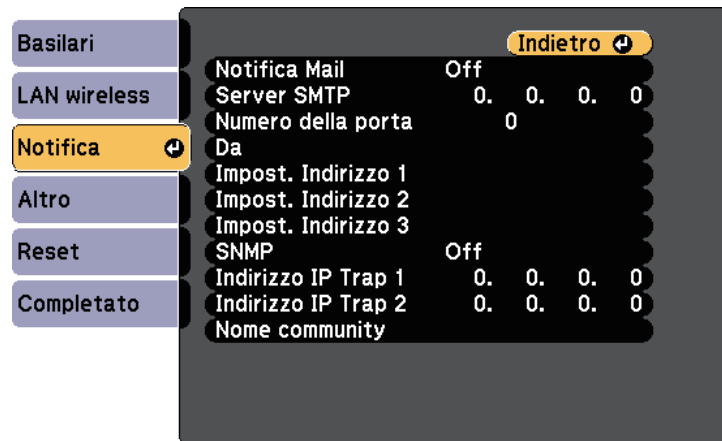 Basilari
LAN wireless
Notifica
Altro
Reset
Completato
Indietro
Notifica Mail Off
Server SMTP 0. 0. 0. 0
Numero della porta 0
Da
Impost. Indirizzo 1
Impost. Indirizzo 2
Impost. Indirizzo 3
SNMP Off
Indirizzo IP Trap 1 0. 0. 0. 0
Indirizzo IP Trap 2 0. 0. 0. 0
Nome community